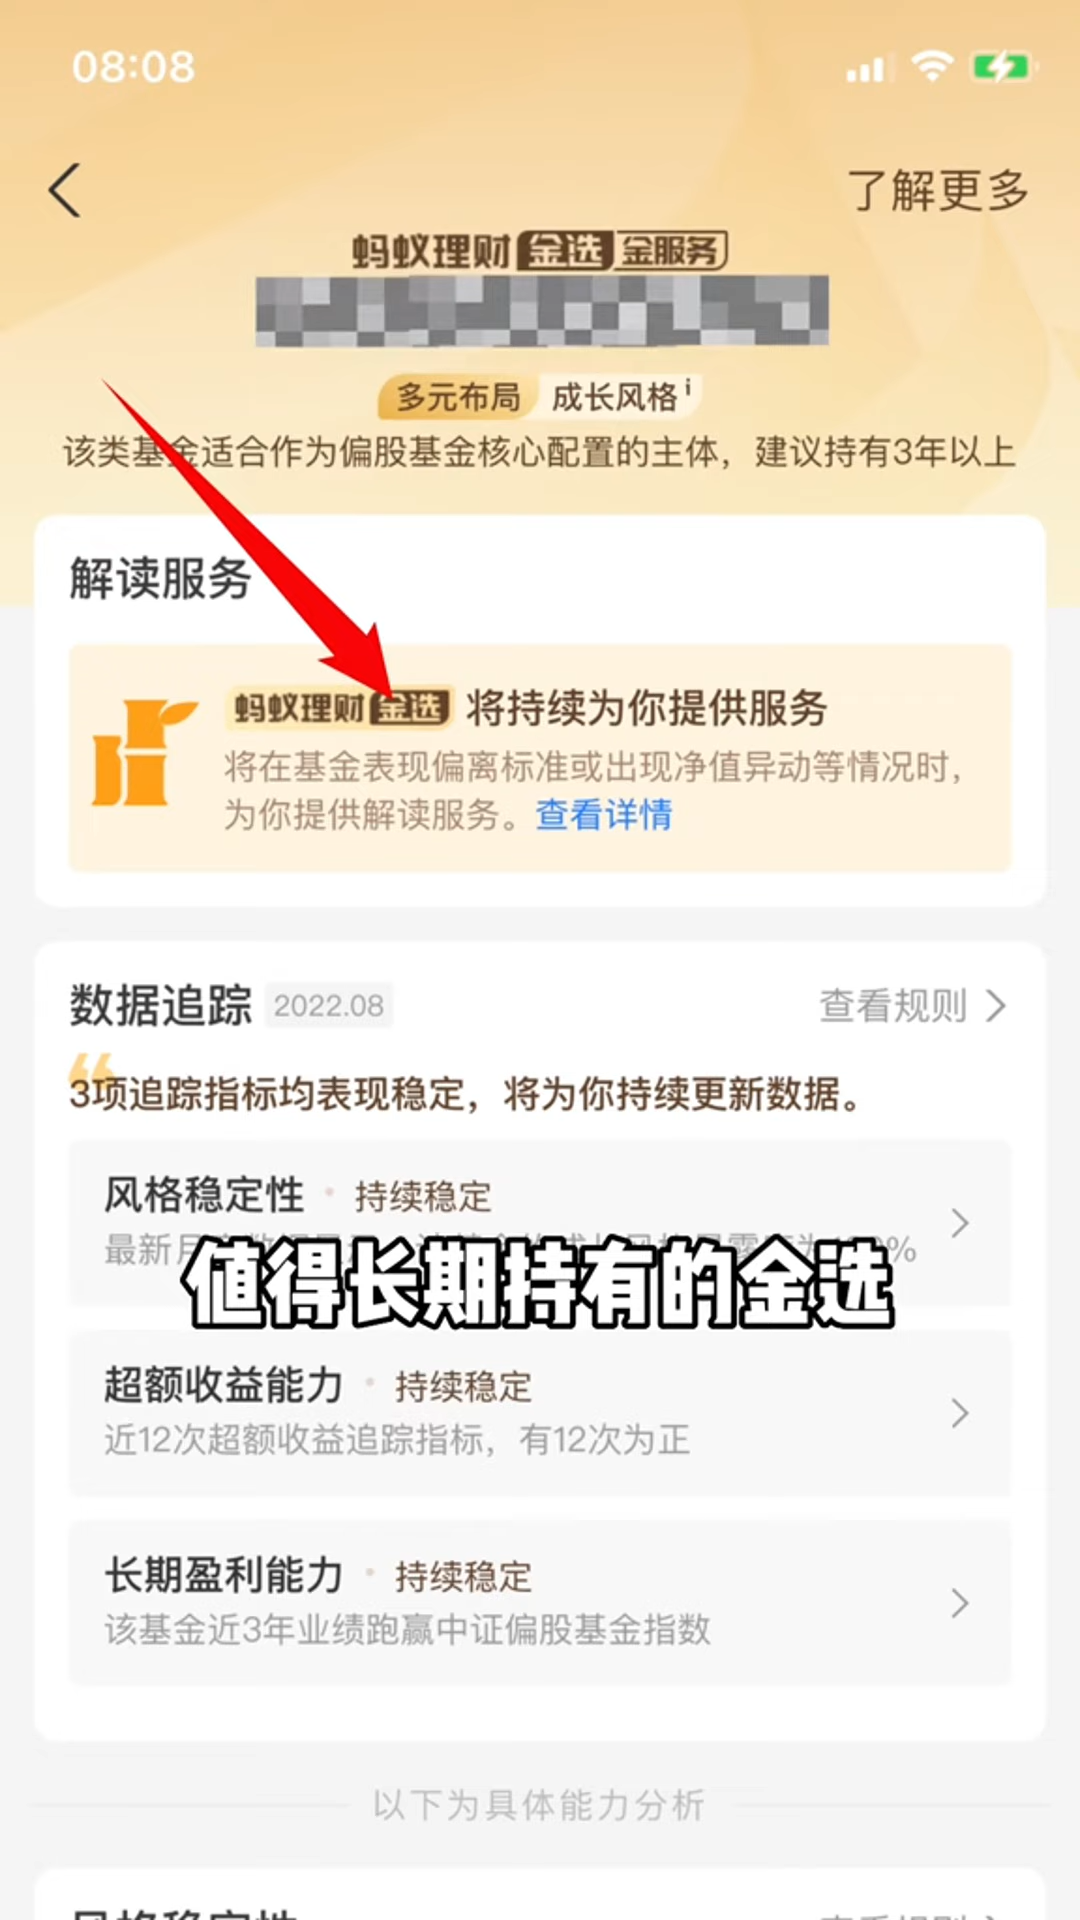 08:08
了解更多
蚂蚁理财金选 金服务
多元布局 成长风格 i
该类基金适合作为偏股基金核心配置的主体，建议持有3年以上
解读服务
蚂蚁理财金选 将持续为你提供服务
将在基金表现偏离标准或出现净值异动等情况时，
为你提供解读服务。查看详情
数据追踪 2022.08 查看规则
3项追踪指标均表现稳定，将为你持续更新数据。
风格稳定性 · 持续稳定
最新月
值得长期持有的金选
超额收益能力 · 持续稳定
近12次超额收益追踪指标，有12次为正
长期盈利能力 · 持续稳定
该基金近3年业绩跑赢中证偏股基金指数
以下为具体能力分析